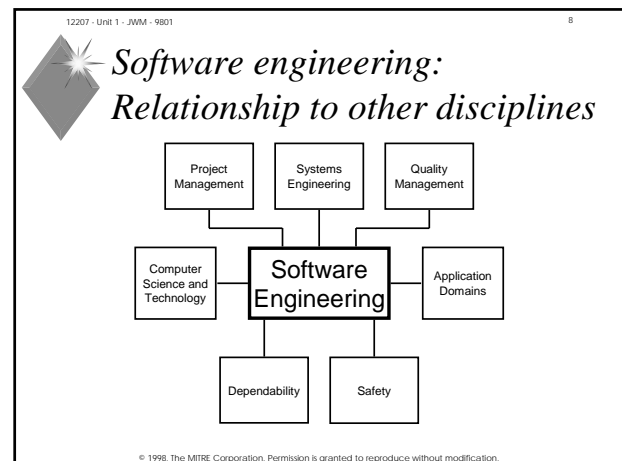 12207 - Unit 1 - JWM - 9801
8
Software engineering:
Relationship to other disciplines
Project
Management
Systems
Engineering
Quality
Management
Computer
Science and
Technology
Software
Engineering
Application
Domains
Dependability
Safety
© 1998, The MITRE Corporation. Permission is granted to reproduce without modification.